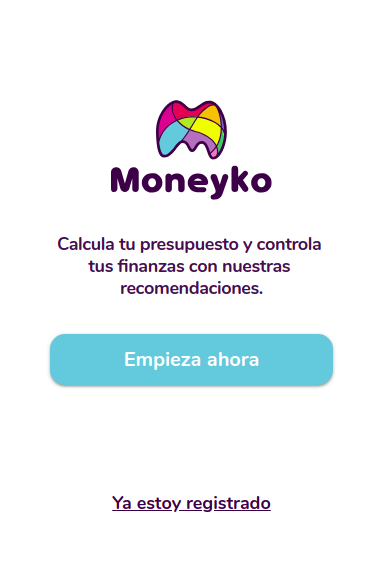 Moneyko
Calcula tu presupuesto y controla
tus finanzas con nuestras
recomendaciones.
Empieza ahora
Ya estoy registrado